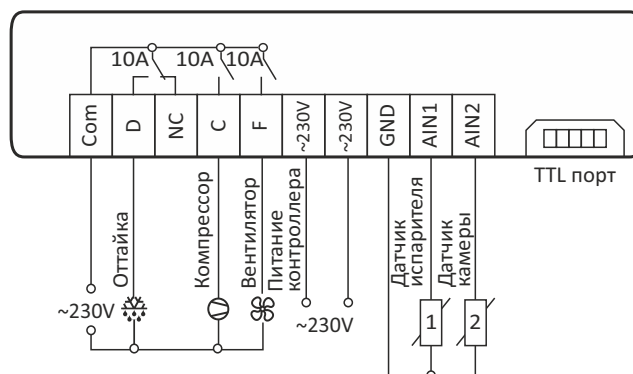 10A 10A 10A
Com D NC C F ~230V ~230V GND AIN1 AIN2
TTL порт
Оттайка
Компрессор
Вентилятор
Питание
контроллера
Датчик
испарителя
Датчик
камеры
~230V
~230V
1 2